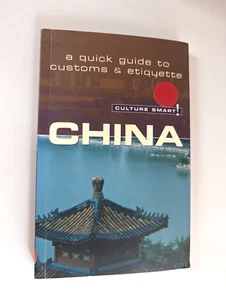 a quick guide to
customs & etiquette
CULTURE SMART!
CHINA